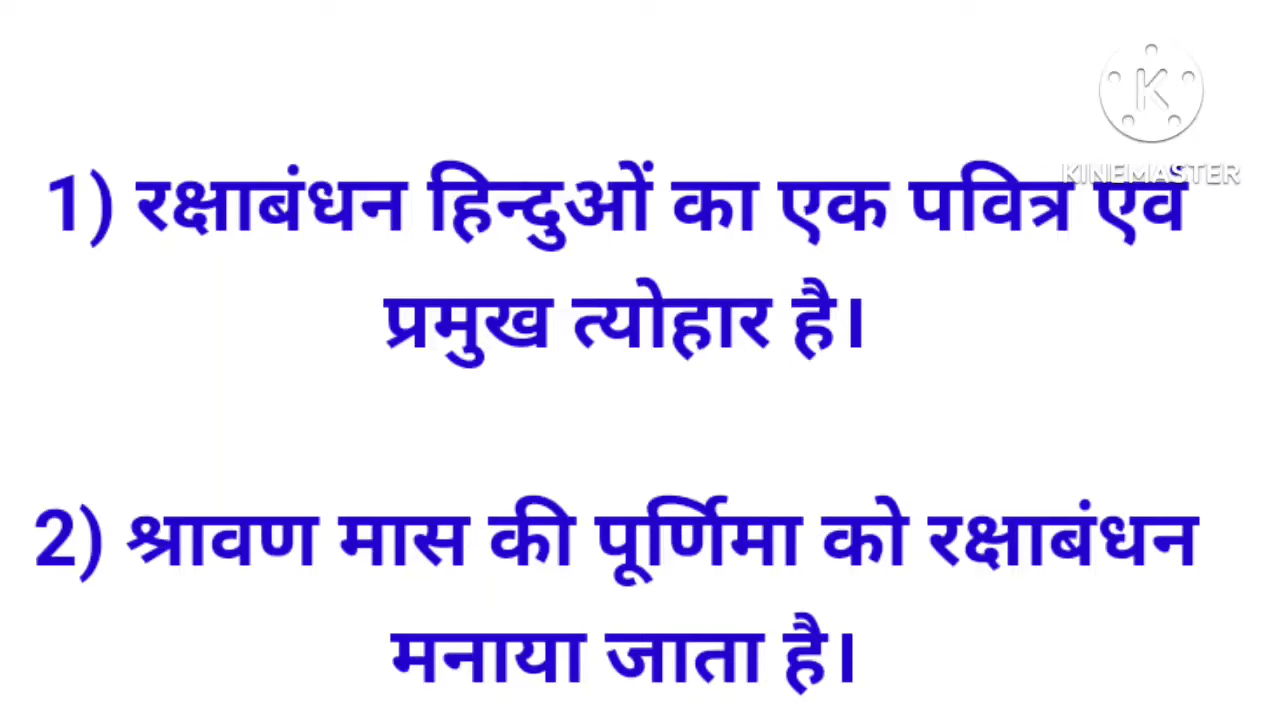 KINEMASTER
1) रक्षाबंधन हिन्दुओं का एक पवित्र एवं
प्रमुख त्योहार है।
2) श्रावण मास की पूर्णिमा को रक्षाबंधन
मनाया जाता है।